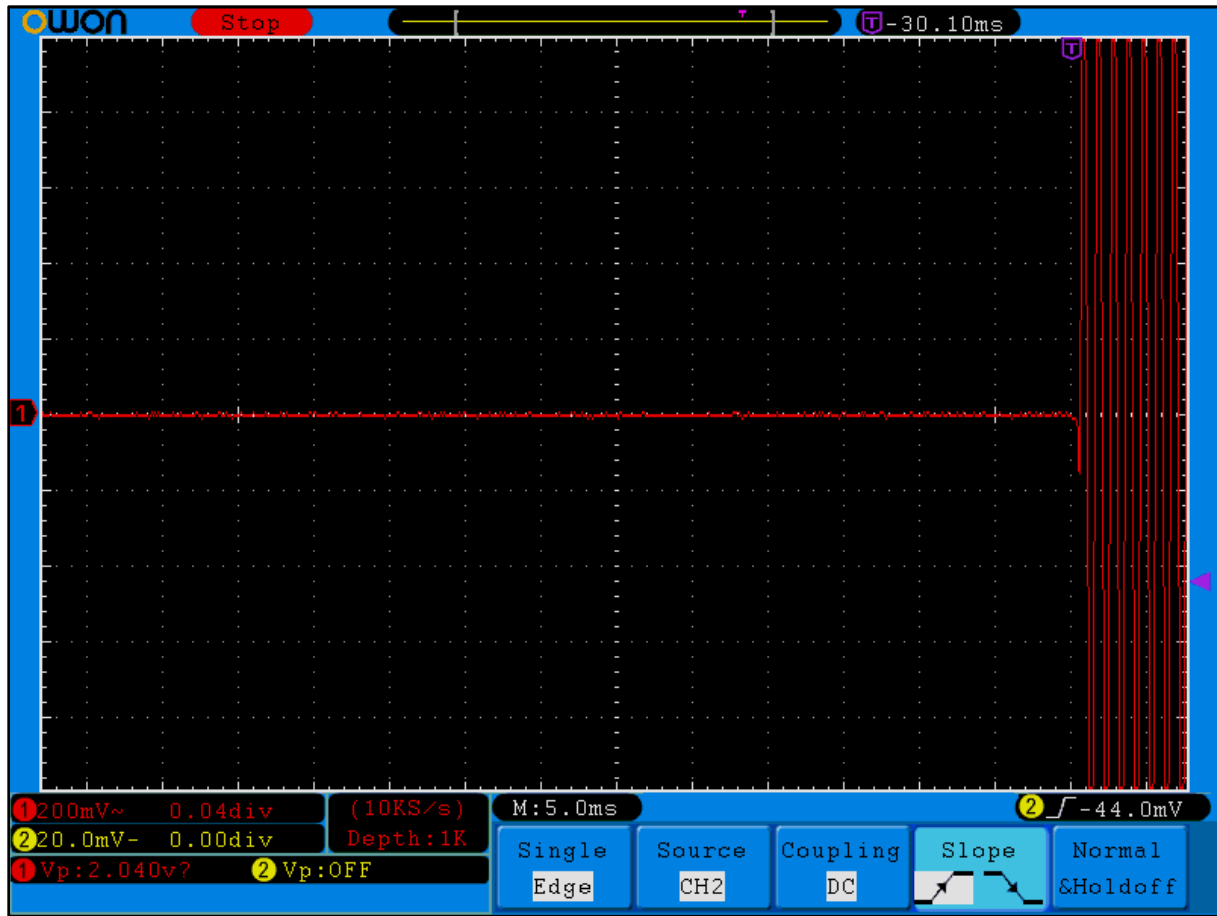 owon Stop T -30.10ms
T
1
1 200mV~ 0.04div (10KS/s) M:5.0ms 2 -44.0mV
2 20.0mV- 0.00div Depth:1K
1 Vp:2.040v? 2 Vp:OFF
Single Source Coupling Slope Normal
Edge CH2 DC &Holdoff